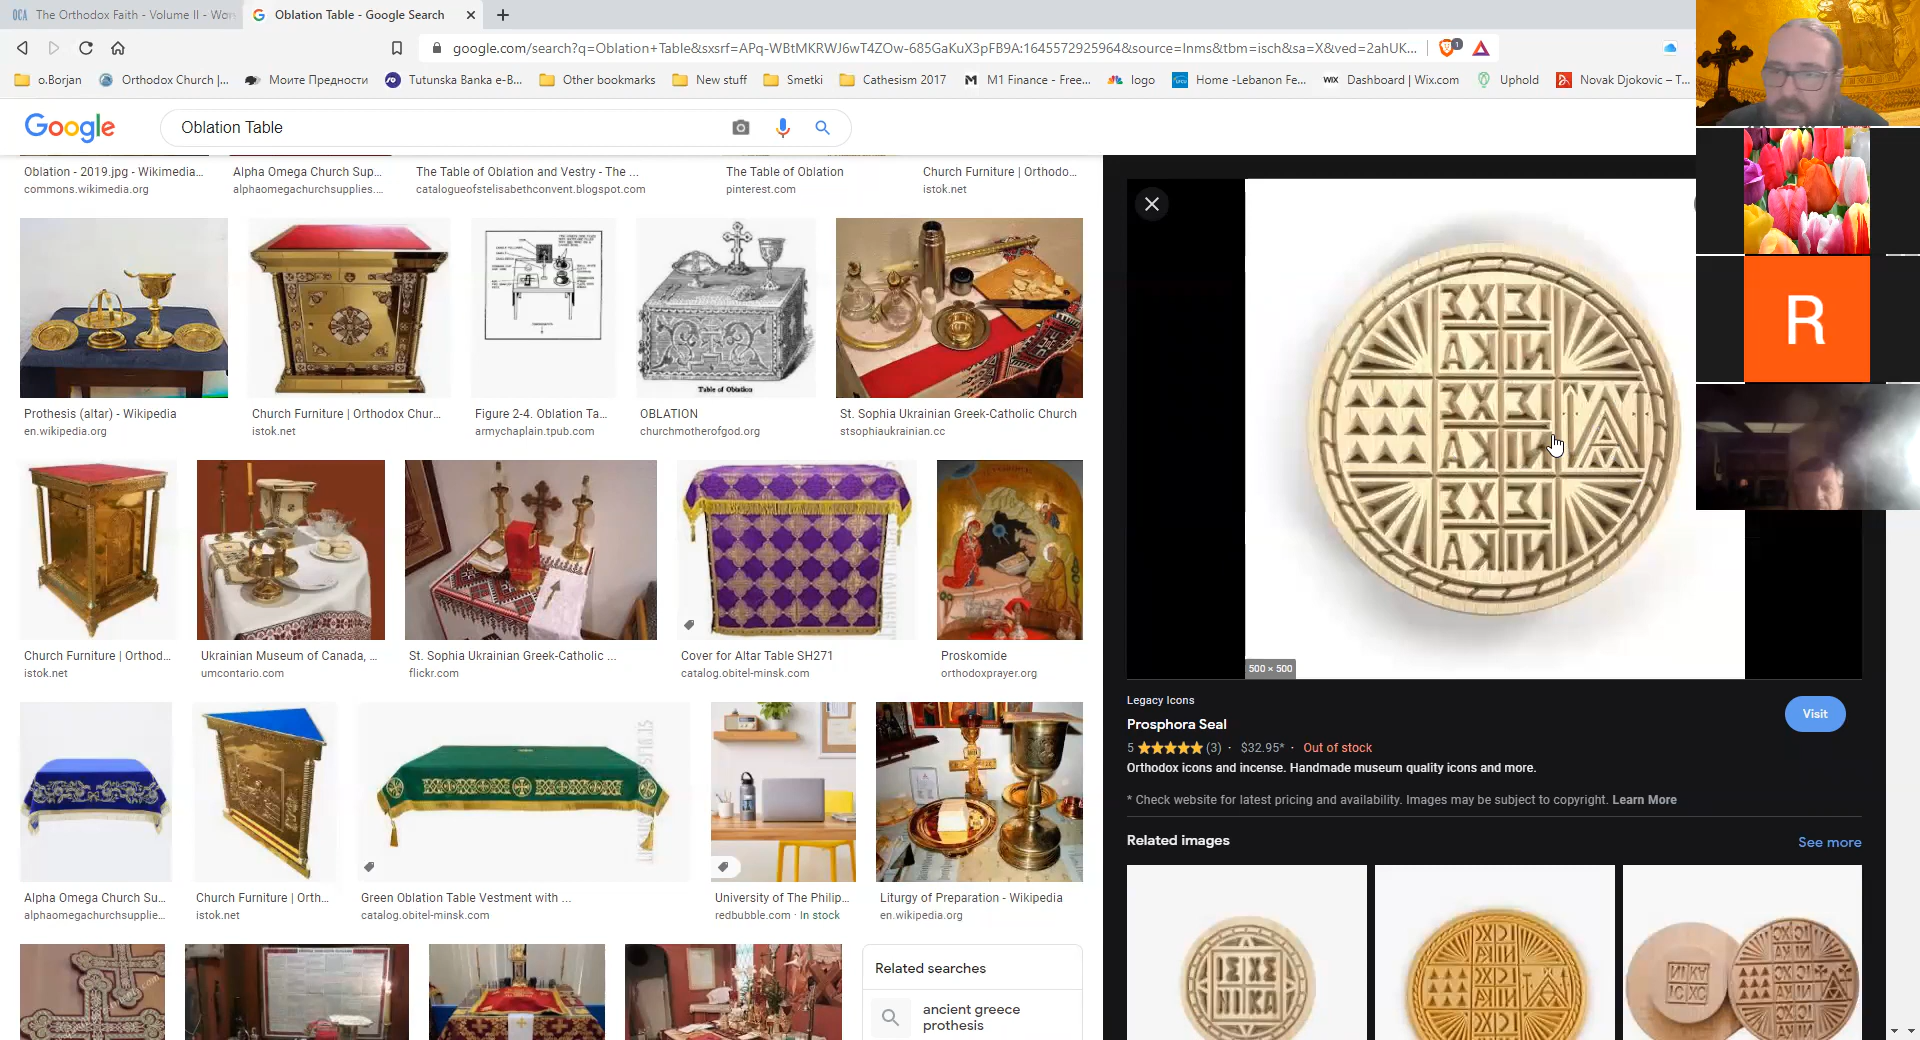 The Orthodox Faith - Volume II - Wor
Oblation Table - Google Search
google.com/search?q=Oblation+Table&sxsrf=APq-WBtMKRWJ6wT4ZOw-685GaKuX3pFB9A:1645572925964&source=lnms&tbm=isch&sa=X&ved=2ahUK...
1
o.Borjan
Orthodox Church |...
Моите Предности
Tutunska Banka e-B...
Other bookmarks
New stuff
Smetki
Cathesism 2017
M1 Finance - Free...
logo
Home -Lebanon Fe...
WIX Dashboard | Wix.com
Uphold
Novak Djokovic – T...
Google
Oblation Table
Oblation - 2019.jpg - Wikimedia...
commons.wikimedia.org
Alpha Omega Church Sup...
alphaomegachurchsupplies....
The Table of Oblation and Vestry - The ...
catalogueofstelisabethconvent.blogspot.com
The Table of Oblation
pinterest.com
Church Furniture | Orthodo...
istok.net
Table of Oblation
Prothesis (altar) - Wikipedia
en.wikipedia.org
Church Furniture | Orthodox Chur...
istok.net
Figure 2-4. Oblation Ta...
armychaplain.tpub.com
OBLATION
churchmotherofgod.org
St. Sophia Ukrainian Greek-Catholic Church
stsophiaukrainian.cc
Church Furniture | Orthod...
istok.net
Ukrainian Museum of Canada, ...
umcontario.com
St. Sophia Ukrainian Greek-Catholic ...
flickr.com
Cover for Altar Table SH271
catalog.obitel-minsk.com
Proskomide
orthodoxprayer.org
Alpha Omega Church Su...
alphaomegachurchsupplie...
Church Furniture | Orth...
istok.net
Green Oblation Table Vestment with ...
catalog.obitel-minsk.com
University of The Philip...
redbubble.com · In stock
Liturgy of Preparation - Wikipedia
en.wikipedia.org
Related searches
ancient greece
prothesis
500 × 500
Legacy Icons
Prosphora Seal
Visit
5 ★★★★★ (3) · $32.95* · Out of stock
Orthodox icons and incense. Handmade museum quality icons and more.
* Check website for latest pricing and availability. Images may be subject to copyright. Learn More
Related images
See more
R